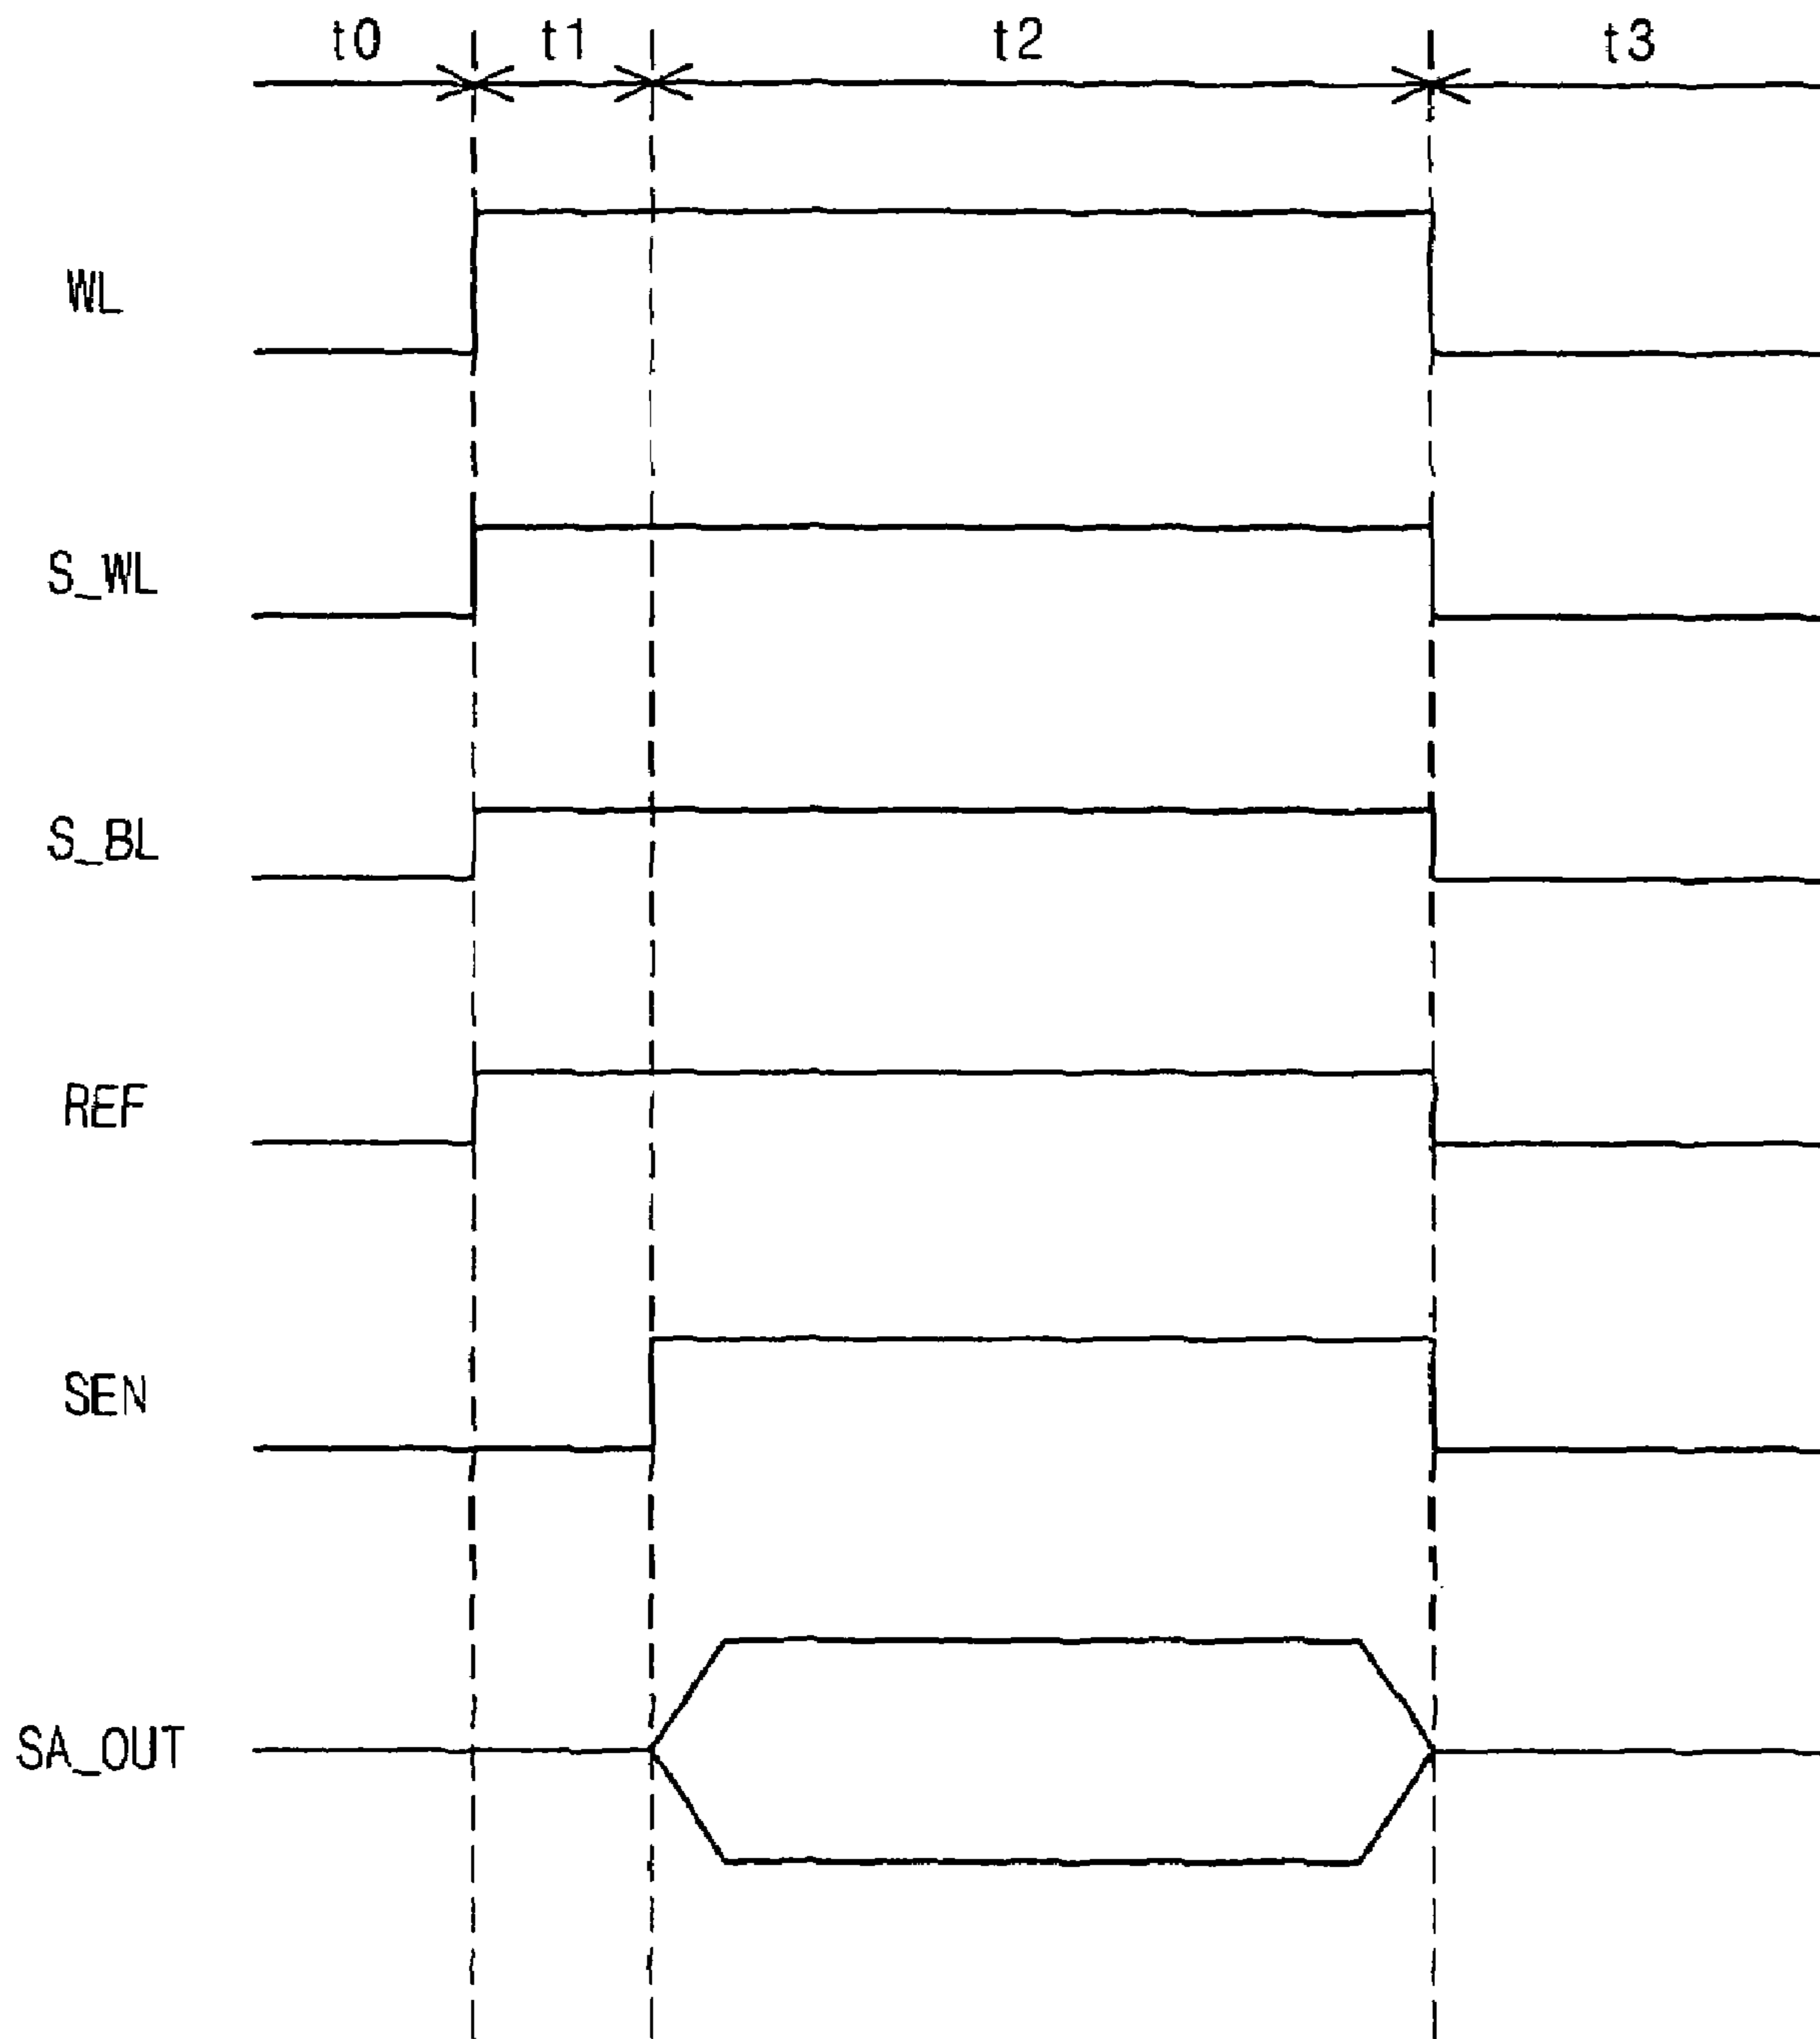 t0 t1 t2 t3
WL
S_WL
S_BL
REF
SEN
SA_OUT